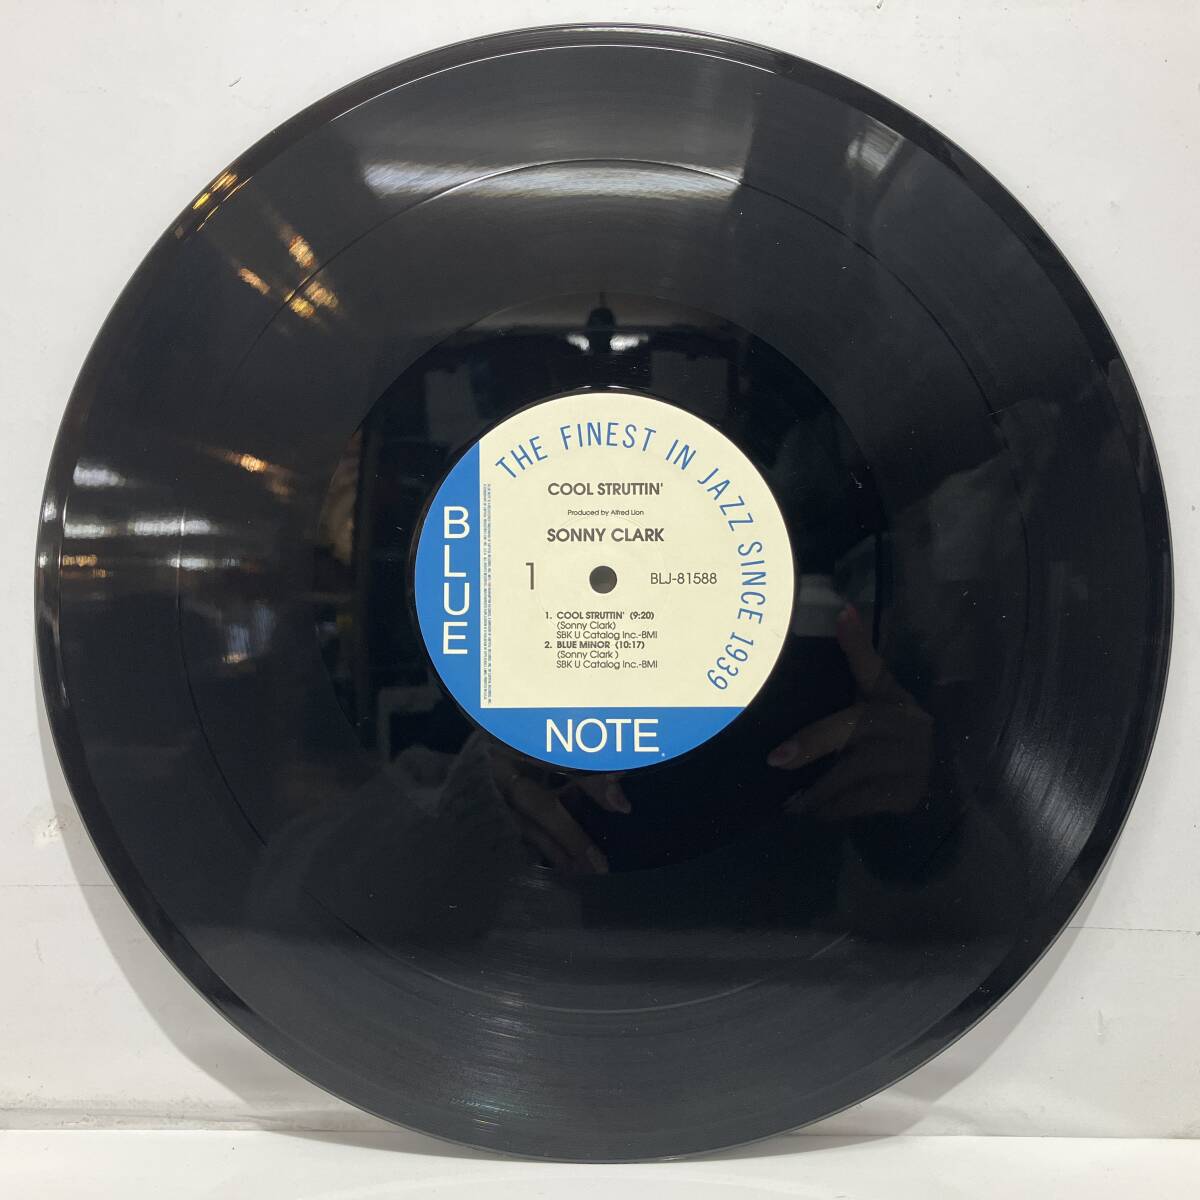 THE FINEST IN JAZZ SINCE 1939
COOL STRUTTIN'
Produced by Alfred Lion
SONNY CLARK
1
BLJ-81588
1. COOL STRUTTIN' (9:20)
(Sonny Clark)
SBK U Catalog Inc.-BMI
2. BLUE MINOR (10:17)
(Sonny Clark )
SBK U Catalog Inc.-BMI
BLUE
NOTE